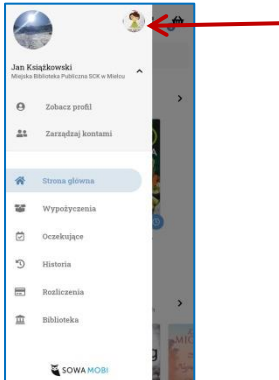 Jan Książkowski
Miejska Biblioteka Publiczna SCK w Mielcu
Zobacz profil
Zarządzaj kontami
Strona główna
Wypożyczenia
Oczekujące
Historia
Rozliczenia
Biblioteka
SOWA MOBI